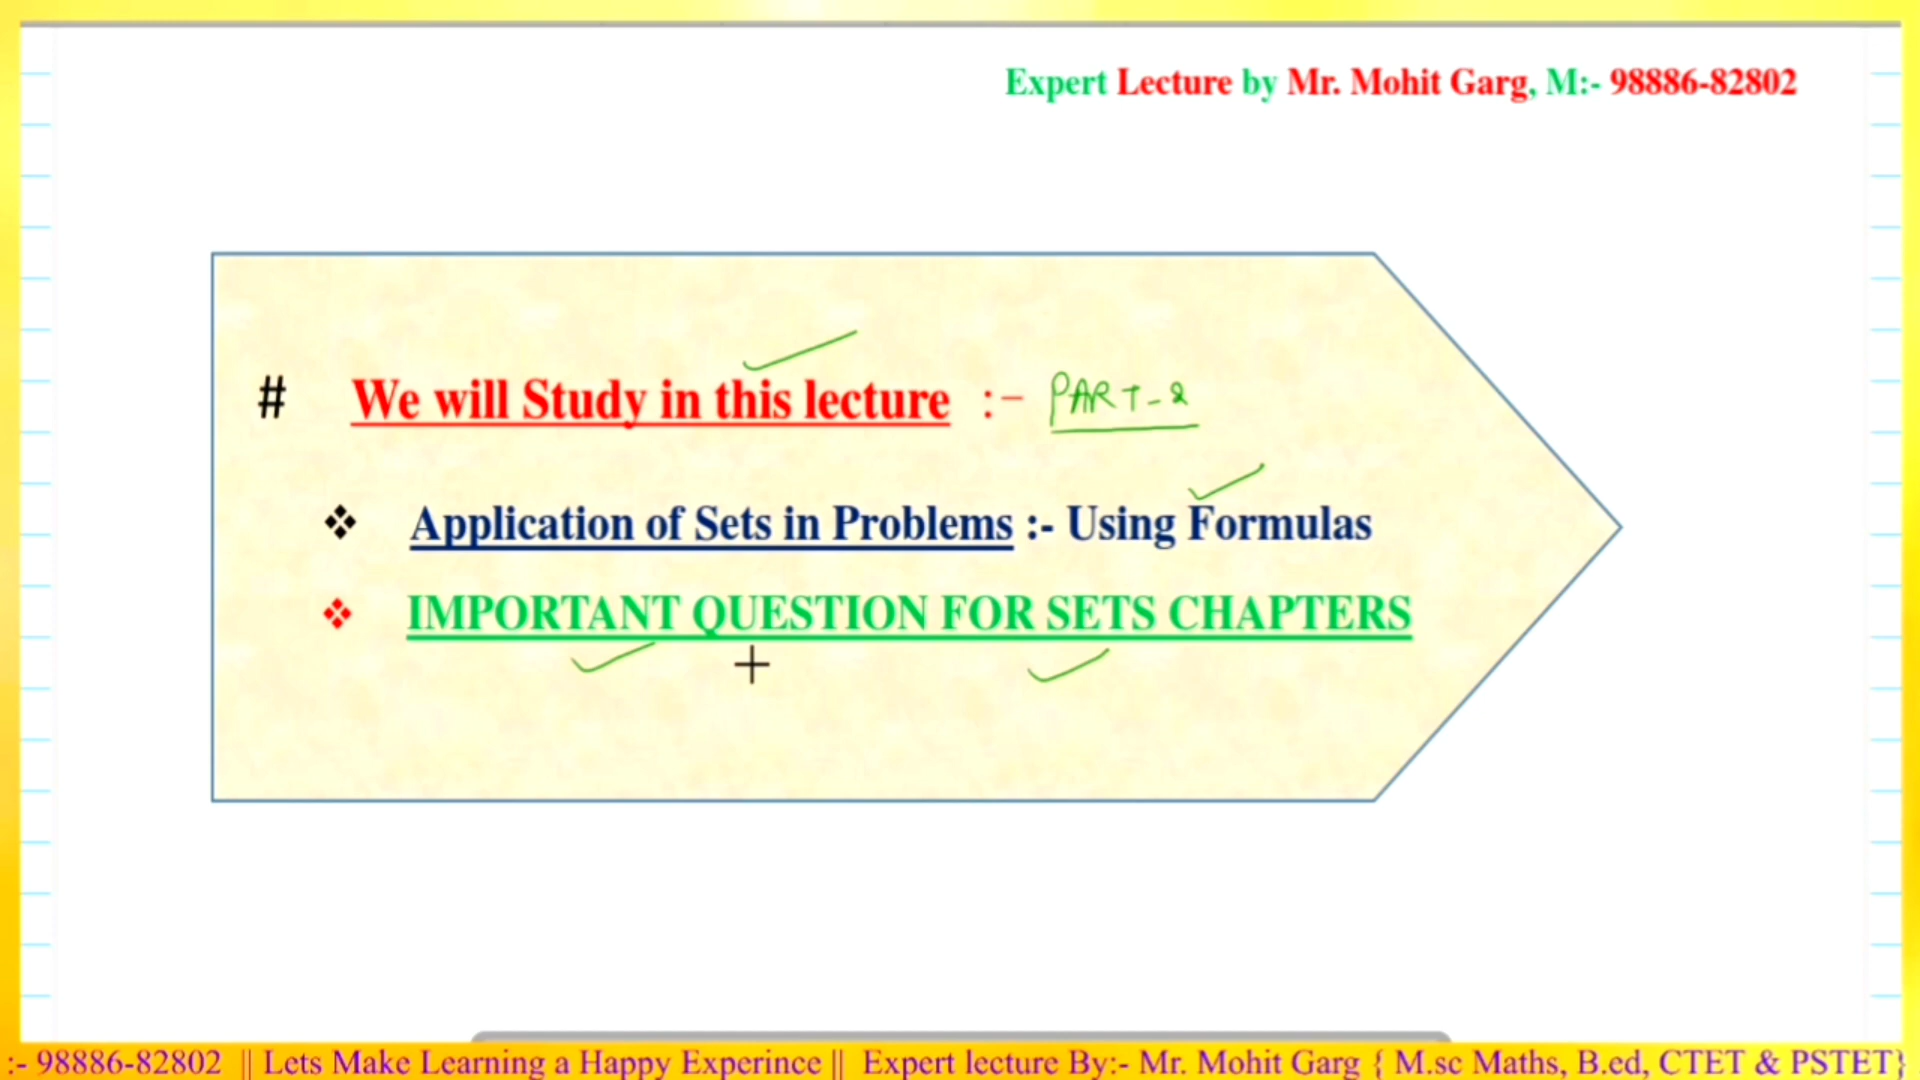 Expert Lecture by Mr. Mohit Garg, M:- 98886-82802
# We will Study in this lecture :- PART-2
❖ Application of Sets in Problems :- Using Formulas
❖ IMPORTANT QUESTION FOR SETS CHAPTERS
:- 98886-82802 || Lets Make Learning a Happy Experince || Expert lecture By:- Mr. Mohit Garg { M.sc Maths, B.ed, CTET & PSTET}